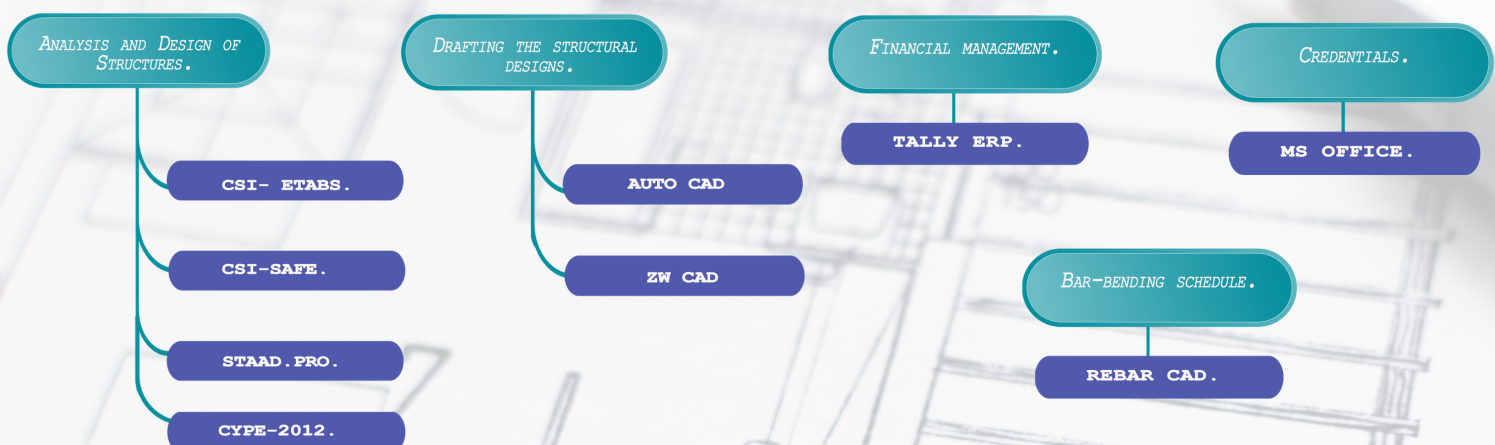 Analysis and Design of
Structures.
CSI- ETABS.
CSI-SAFE.
STAAD.PRO.
CYPE-2012.
Drafting the structural
designs.
AUTO CAD
ZW CAD
Financial management.
TALLY ERP.
Credentials.
MS OFFICE.
Bar-bending schedule.
REBAR CAD.